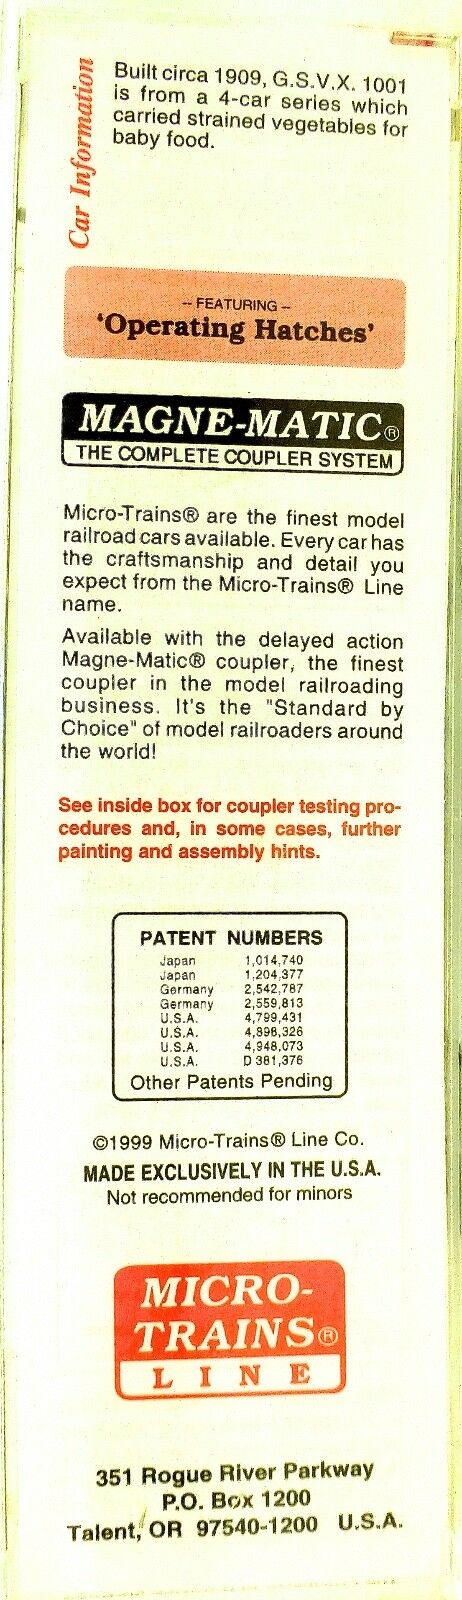 Car Information
Built circa 1909, G.S.V.X. 1001
is from a 4-car series which
carried strained vegetables for
baby food.
-- FEATURING --
'Operating Hatches'
MAGNE-MATIC®
THE COMPLETE COUPLER SYSTEM
Micro-Trains® are the finest model
railroad cars available. Every car has
the craftsmanship and detail you
expect from the Micro-Trains® Line
name.
Available with the delayed action
Magne-Matic® coupler, the finest
coupler in the model railroading
business. It's the "Standard by
Choice" of model railroaders around
the world!
See inside box for coupler testing pro-
cedures and, in some cases, further
painting and assembly hints.
PATENT NUMBERS
Japan 1,014,740
Japan 1,204,377
Germany 2,542,787
Germany 2,559,813
U.S.A. 4,799,431
U.S.A. 4,898,326
U.S.A. 4,948,073
U.S.A. D 381,376
Other Patents Pending
©1999 Micro-Trains® Line Co.
MADE EXCLUSIVELY IN THE U.S.A.
Not recommended for minors
MICRO-
TRAINS®
LINE
351 Rogue River Parkway
P.O. Box 1200
Talent, OR 97540-1200 U.S.A.